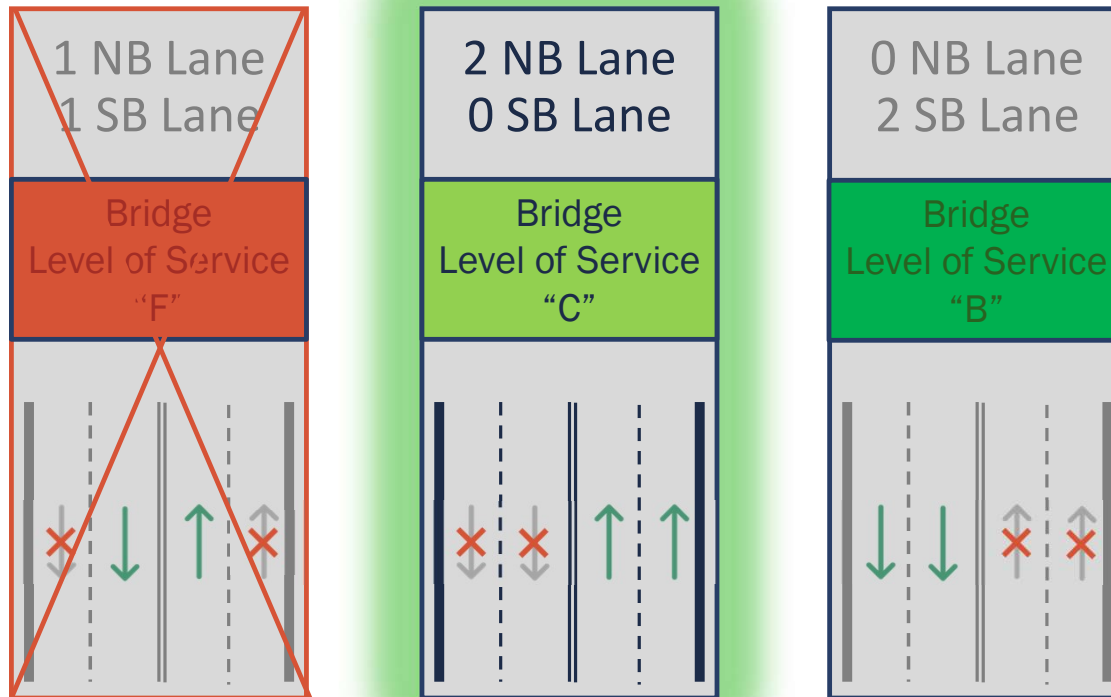 1 NB Lane
1 SB Lane
Bridge
Level of Service
“F”
2 NB Lane
0 SB Lane
Bridge
Level of Service
“C”
0 NB Lane
2 SB Lane
Bridge
Level of Service
“B”